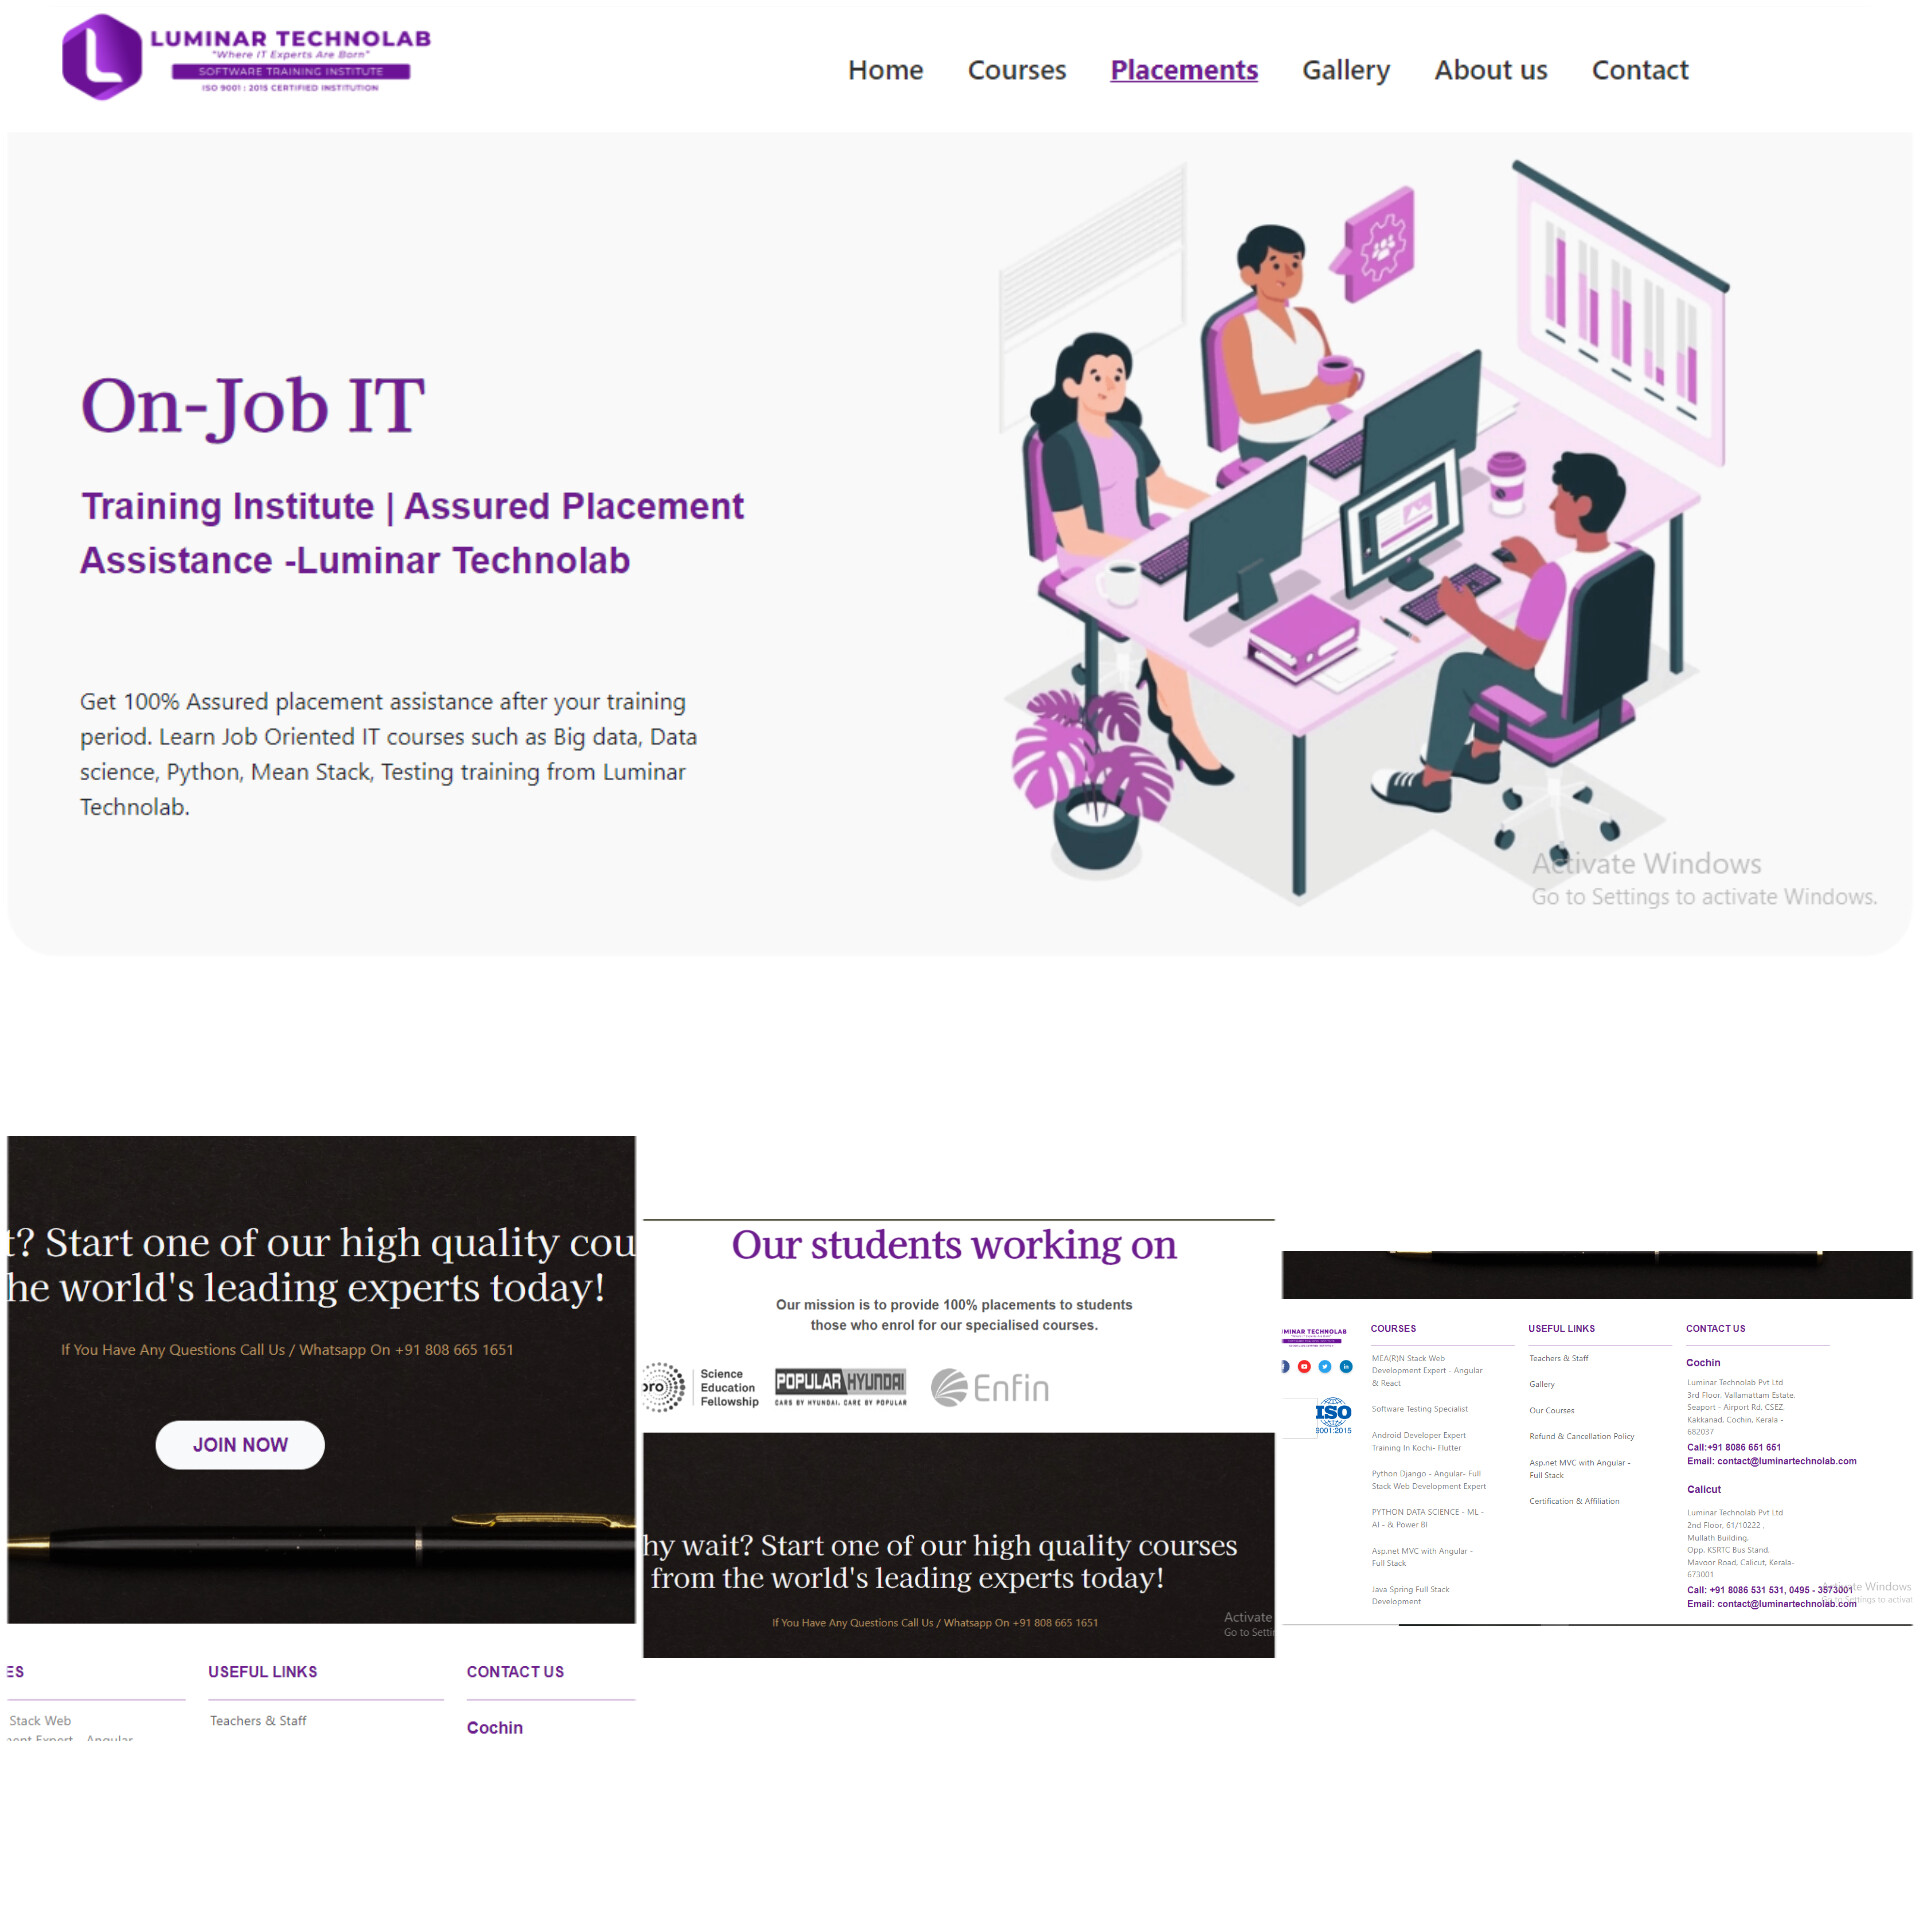 LUMINAR TECHNOLAB
"Where IT Experts Are Born"
SOFTWARE TRAINING INSTITUTE
ISO 9001 : 2015 CERTIFIED INSTITUTION
Home Courses Placements Gallery About us Contact
On-Job IT
Training Institute | Assured Placement
Assistance -Luminar Technolab
Get 100% Assured placement assistance after your training
period. Learn Job Oriented IT courses such as Big data, Data
science, Python, Mean Stack, Testing training from Luminar
Technolab.
Activate Windows
Go to Settings to activate Windows.
t? Start one of our high quality cou
he world's leading experts today!
If You Have Any Questions Call Us / Whatsapp On +91 808 665 1651
JOIN NOW
ES USEFUL LINKS CONTACT US
Stack Web Teachers & Staff Cochin
Our students working on
Our mission is to provide 100% placements to students
those who enrol for our specialised courses.
pro
Science
Education
Fellowship
POPULAR HYUNDAI
CARS BY HYUNDAI. CARE BY POPULAR
Enfin
hy wait? Start one of our high quality courses
from the world's leading experts today!
If You Have Any Questions Call Us / Whatsapp On +91 808 665 1651
Activate
Go to Settin
MINAR TECHNOLAB
ISO
9001:2015
COURSES
MEA(R)N Stack Web
Development Expert - Angular
& React
Software Testing Specialist
Android Developer Expert
Training In Kochi- Flutter
Python Django - Angular- Full
Stack Web Development Expert
PYTHON DATA SCIENCE - ML -
AI - & Power BI
Asp.net MVC with Angular -
Full Stack
Java Spring Full Stack
Development
USEFUL LINKS
Teachers & Staff
Gallery
Our Courses
Refund & Cancellation Policy
Asp.net MVC with Angular -
Full Stack
Certification & Affiliation
CONTACT US
Cochin
Luminar Technolab Pvt Ltd
3rd Floor, Vallamattam Estate,
Seaport - Airport Rd, CSEZ,
Kakkanad, Cochin, Kerala -
682037
Call:+91 8086 651 651
Email: contact@luminartechnolab.com
Calicut
Luminar Technolab Pvt Ltd
2nd Floor, 61/10222 ,
Mullath Building,
Opp. KSRTC Bus Stand,
Mavoor Road, Calicut, Kerala-
673001
Call: +91 8086 531 531, 0495 - 3573001
Email: contact@luminartechnolab.com